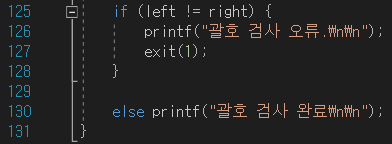 125 if (left != right) {
126 printf("괄호 검사 오류.₩n₩n");
127 exit(1);
128 }
129
130 else printf("괄호 검사 완료₩n₩n");
131 }